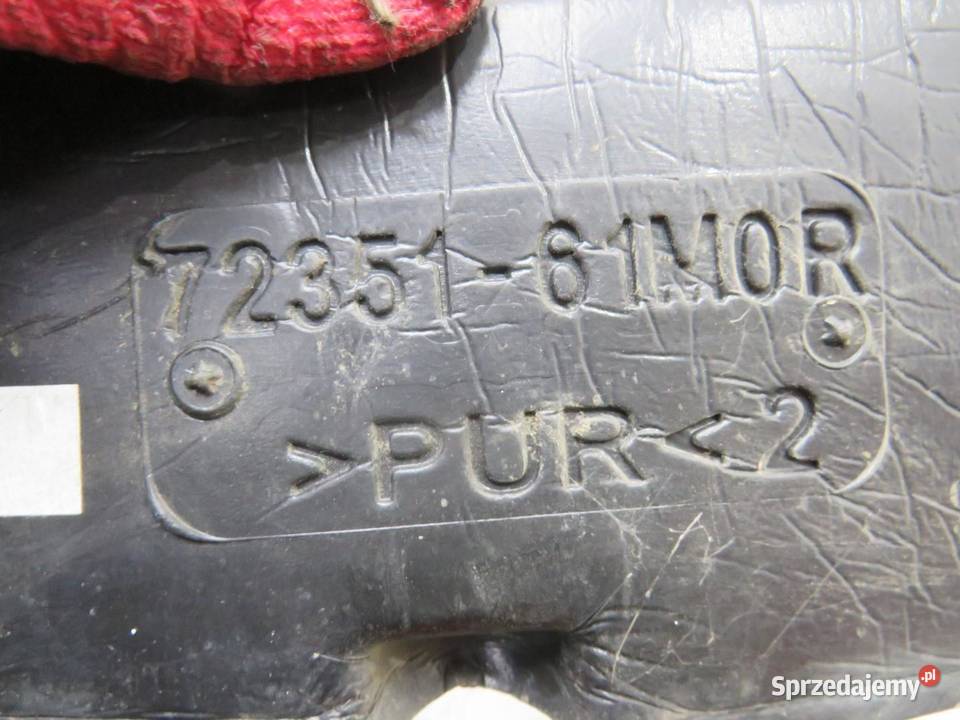 72351-61M0R
>PUR< 2
Sprzedajemy.pl